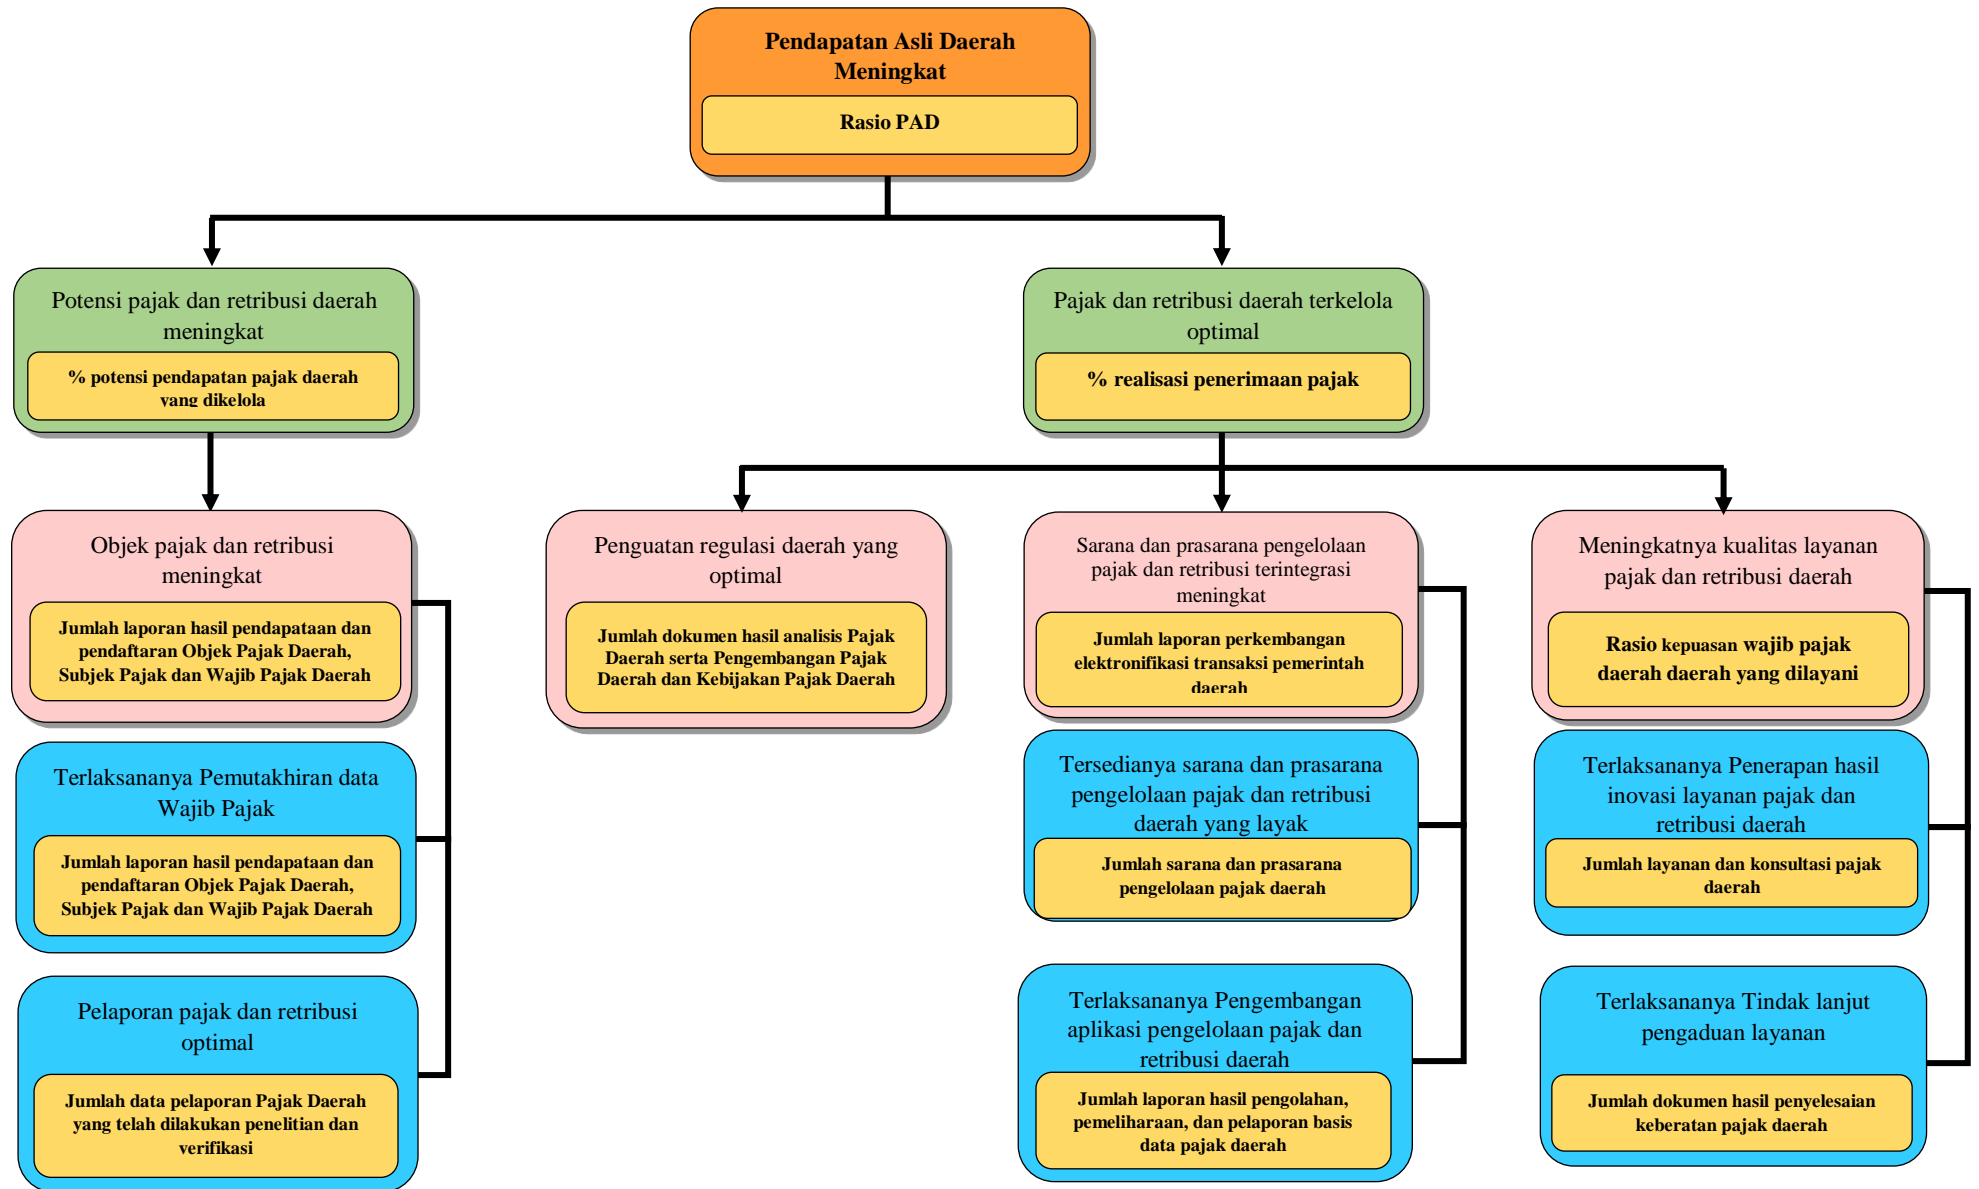 Pendapatan Asli Daerah
Meningkat
Rasio PAD
Potensi pajak dan retribusi daerah
meningkat
% potensi pendapatan pajak daerah
yang dikelola
Pajak dan retribusi daerah terkelola
optimal
% realisasi penerimaan pajak
Objek pajak dan retribusi
meningkat
Jumlah laporan hasil pendapataan dan
pendaftaran Objek Pajak Daerah,
Subjek Pajak dan Wajib Pajak Daerah
Penguatan regulasi daerah yang
optimal
Jumlah dokumen hasil analisis Pajak
Daerah serta Pengembangan Pajak
Daerah dan Kebijakan Pajak Daerah
Sarana dan prasarana pengelolaan
pajak dan retribusi terintegrasi
meningkat
Jumlah laporan perkembangan
elektronifikasi transaksi pemerintah
daerah
Meningkatnya kualitas layanan
pajak dan retribusi daerah
Rasio kepuasan wajib pajak
daerah daerah yang dilayani
Terlaksananya Pemutakhiran data
Wajib Pajak
Jumlah laporan hasil pendapataan dan
pendaftaran Objek Pajak Daerah,
Subjek Pajak dan Wajib Pajak Daerah
Tersedianya sarana dan prasarana
pengelolaan pajak dan retribusi
daerah yang layak
Jumlah sarana dan prasarana
pengelolaan pajak daerah
Terlaksananya Penerapan hasil
inovasi layanan pajak dan
retribusi daerah
Jumlah layanan dan konsultasi pajak
daerah
Pelaporan pajak dan retribusi
optimal
Jumlah data pelaporan Pajak Daerah
yang telah dilakukan penelitian dan
verifikasi
Terlaksananya Pengembangan
aplikasi pengelolaan pajak dan
retribusi daerah
Jumlah laporan hasil pengolahan,
pemeliharaan, dan pelaporan basis
data pajak daerah
Terlaksananya Tindak lanjut
pengaduan layanan
Jumlah dokumen hasil penyelesaian
keberatan pajak daerah